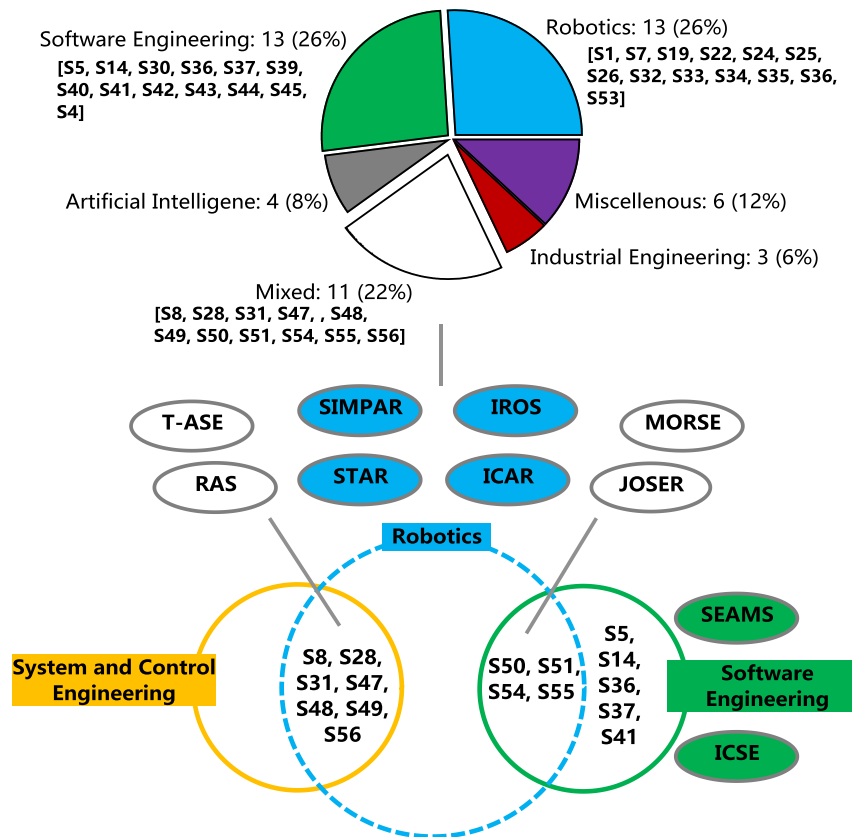 Software Engineering: 13 (26%)
[S5, S14, S30, S36, S37, S39,
S40, S41, S42, S43, S44, S45,
S4]
Robotics: 13 (26%)
[S1, S7, S19, S22, S24, S25,
S26, S32, S33, S34, S35, S36,
S53]
Artificial Intelligene: 4 (8%)
Miscellenous: 6 (12%)
Industrial Engineering: 3 (6%)
Mixed: 11 (22%)
[S8, S28, S31, S47, , S48,
S49, S50, S51, S54, S55, S56]
T-ASE
SIMPAR
IROS
MORSE
RAS
STAR
ICAR
JOSER
Robotics
System and Control
Engineering
S8, S28,
S31, S47,
S48, S49,
S56
S50, S51,
S54, S55
S5,
S14,
S36,
S37,
S41
SEAMS
Software
Engineering
ICSE